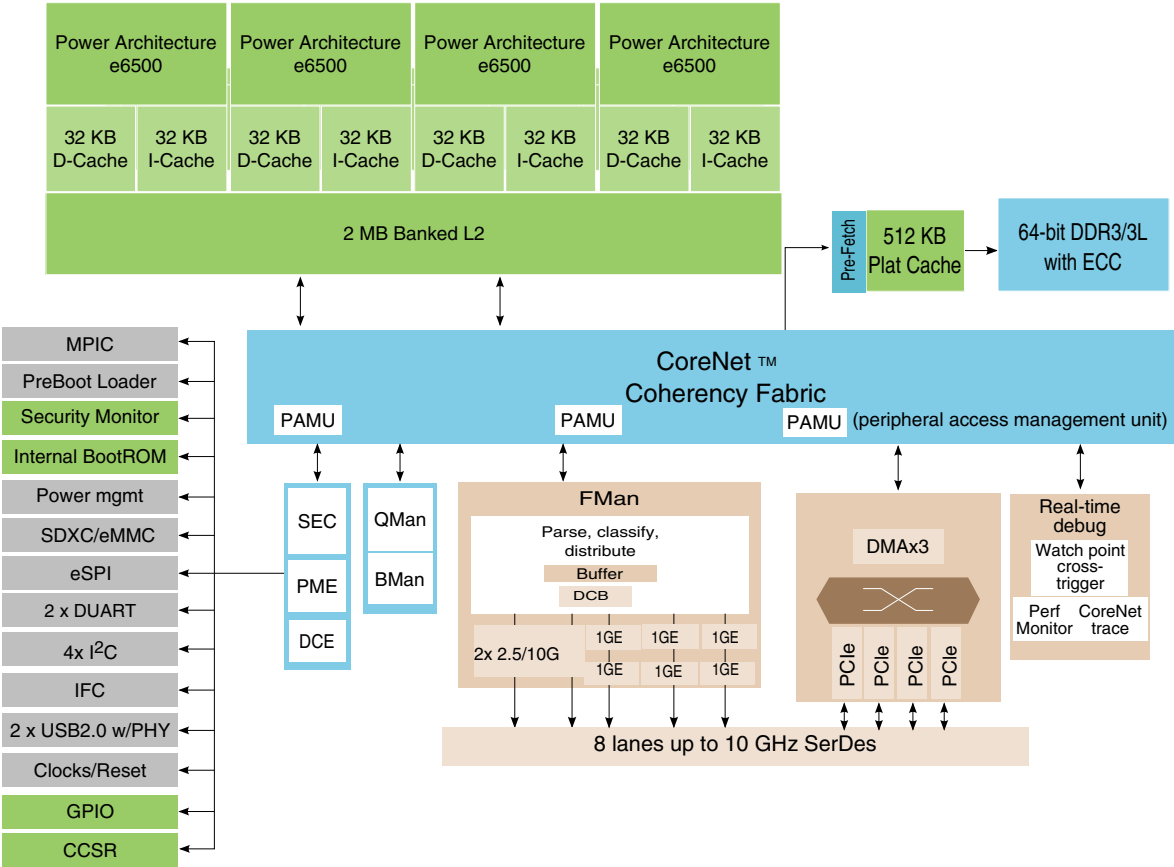 Power Architecture
e6500
Power Architecture
e6500
Power Architecture
e6500
Power Architecture
e6500
32 KB
D-Cache
32 KB
I-Cache
32 KB
D-Cache
32 KB
I-Cache
32 KB
D-Cache
32 KB
I-Cache
32 KB
D-Cache
32 KB
I-Cache
2 MB Banked L2
Pre-Fetch
512 KB
Plat Cache
64-bit DDR3/3L
with ECC
MPIC
PreBoot Loader
Security Monitor
Internal BootROM
Power mgmt
SDXC/eMMC
eSPI
2 x DUART
4x I²C
IFC
2 x USB2.0 w/PHY
Clocks/Reset
GPIO
CCSR
CoreNet TM
Coherency Fabric
PAMU
PAMU
PAMU (peripheral access management unit)
SEC
PME
DCE
QMan
BMan
FMan
Parse, classify,
distribute
Buffer
DCB
2x 2.5/10G
1GE 1GE 1GE
1GE 1GE 1GE
DMAx3
PCIe
PCIe
PCIe
PCIe
Real-time
debug
Watch point
cross-
trigger
Perf
Monitor
CoreNet
trace
8 lanes up to 10 GHz SerDes